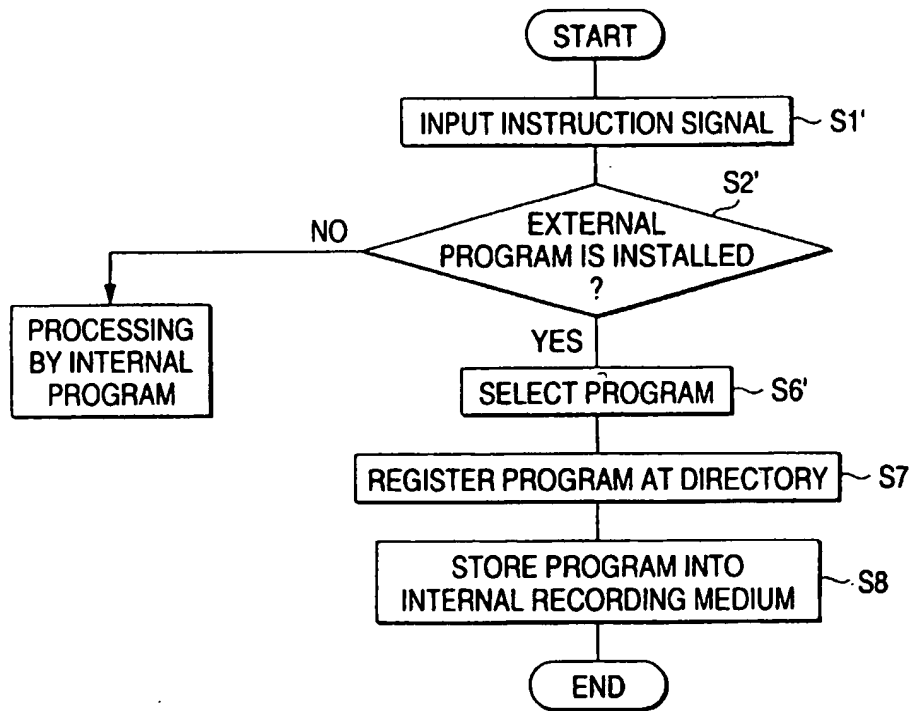 START
INPUT INSTRUCTION SIGNAL
S1'
S2'
EXTERNAL
PROGRAM IS INSTALLED
?
NO
PROCESSING
BY INTERNAL
PROGRAM
YES
SELECT PROGRAM
S6'
REGISTER PROGRAM AT DIRECTORY
S7
STORE PROGRAM INTO
INTERNAL RECORDING MEDIUM
S8
END